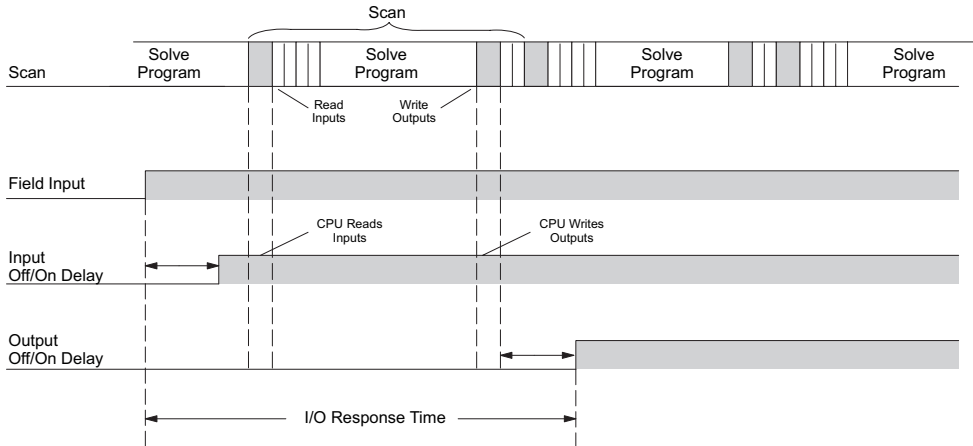 Scan
Scan
Solve
Program
Solve
Program
Solve
Program
Solve
Program
Read
Inputs
Write
Outputs
Field Input
CPU Reads
Inputs
CPU Writes
Outputs
Input
Off/On Delay
Output
Off/On Delay
I/O Response Time